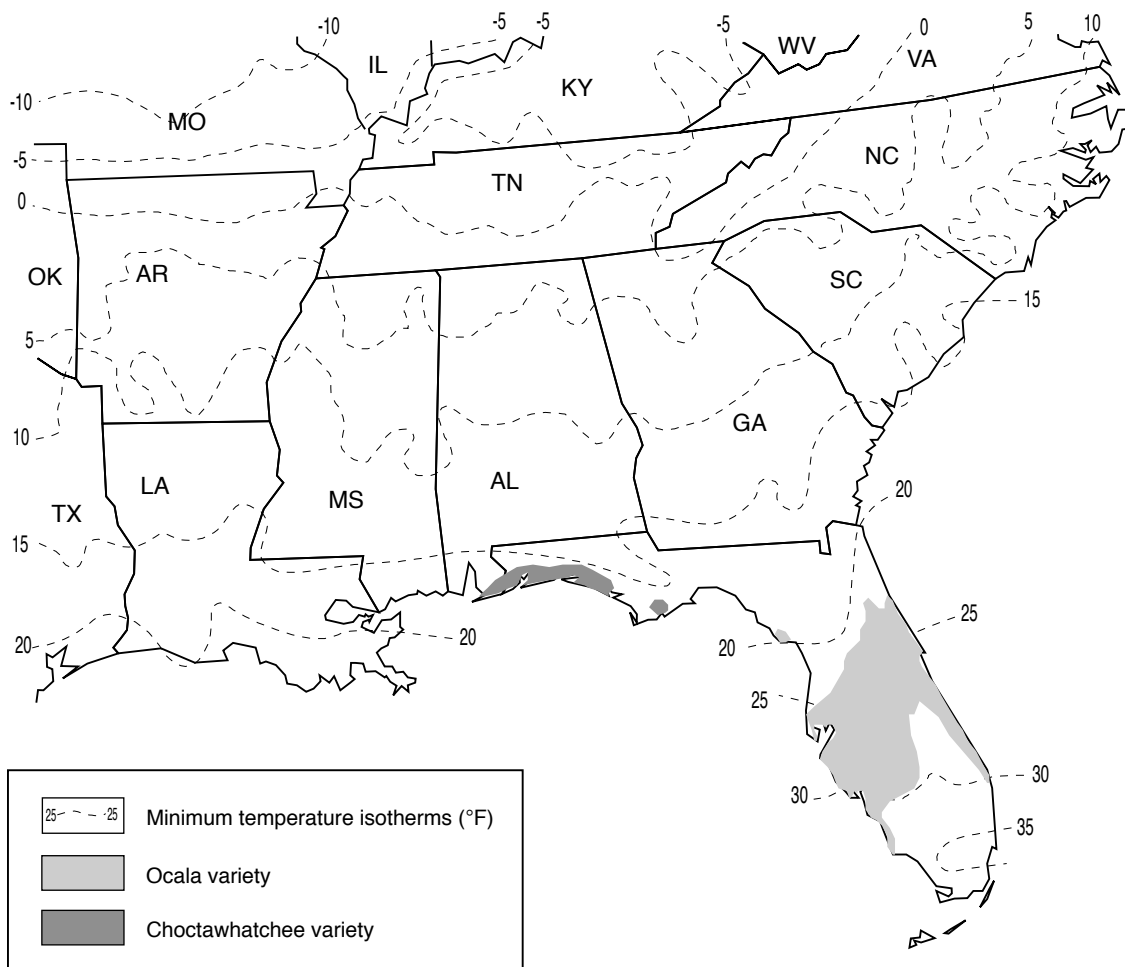 -10
-5
-5
-5
0
5
10
WV
IL
VA
KY
-10
MO
-5
NC
TN
0
OK
AR
SC
15
5
GA
10
LA
AL
20
MS
TX
15
25
20
20
20
25
30
30
35
25 25 Minimum temperature isotherms (°F)
Ocala variety
Choctawhatchee variety